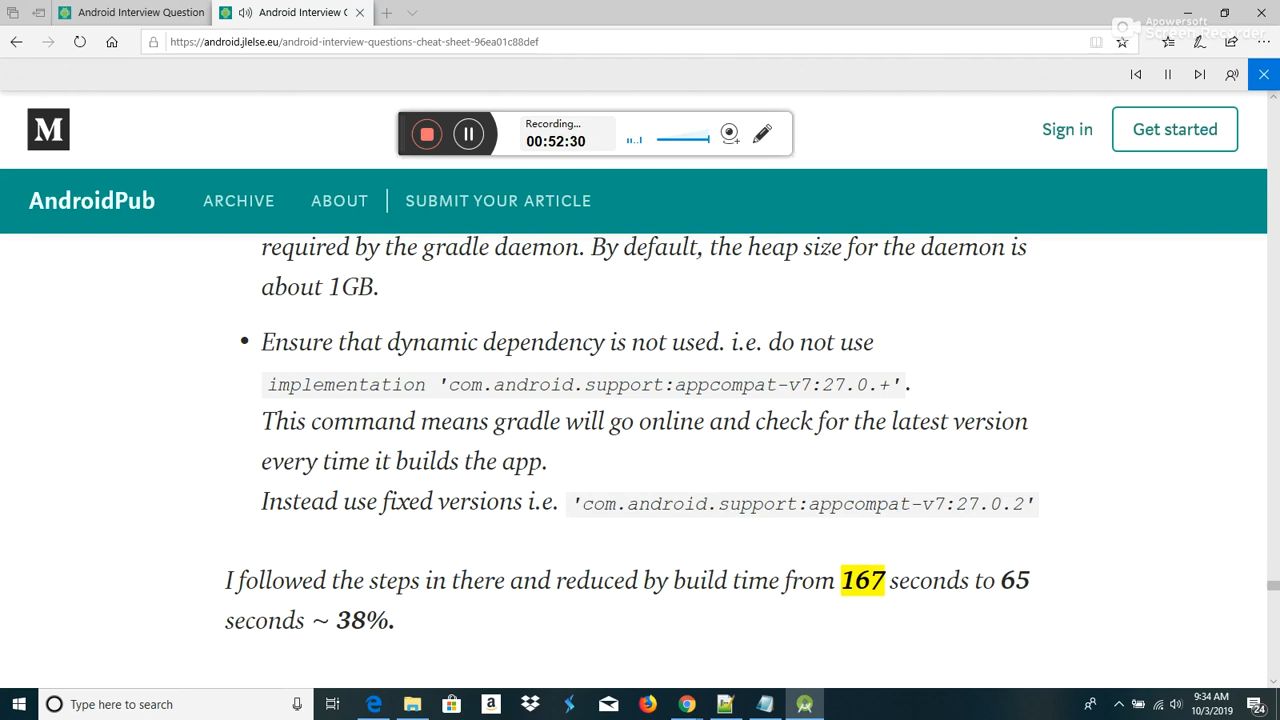 Android Interview Question
Android Interview C
https://android.jlelse.eu/android-interview-questions-cheat-sheet-96ea01c88def
Apowersoft
Screen Recorder
M
Recording...
00:52:30
Sign in
Get started
AndroidPub
ARCHIVE
ABOUT
SUBMIT YOUR ARTICLE
required by the gradle daemon. By default, the heap size for the daemon is
about 1GB.
• Ensure that dynamic dependency is not used. i.e. do not use
implementation 'com.android.support:appcompat-v7:27.0.+'.
This command means gradle will go online and check for the latest version
every time it builds the app.
Instead use fixed versions i.e. 'com.android.support:appcompat-v7:27.0.2'
I followed the steps in there and reduced by build time from 167 seconds to 65
seconds ~ 38%.
Type here to search
9:34 AM
10/3/2019
24